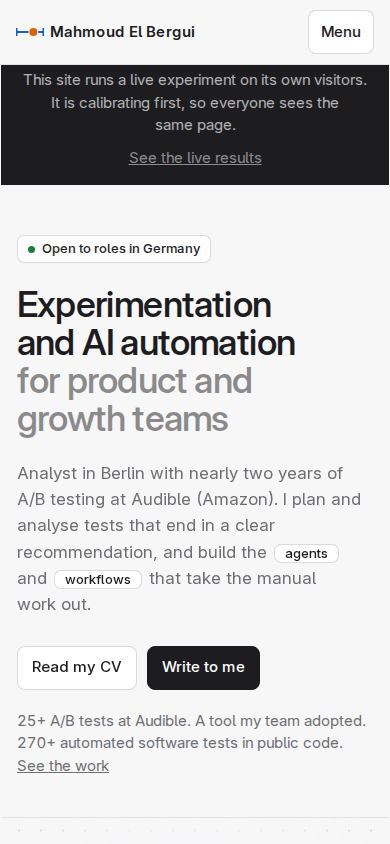 Mahmoud El Bergui
Menu
This site runs a live experiment on its own visitors.
It is calibrating first, so everyone sees the
same page.
See the live results
Open to roles in Germany
Experimentation
and AI automation
for product and
growth teams
Analyst in Berlin with nearly two years of
A/B testing at Audible (Amazon). I plan and
analyse tests that end in a clear
recommendation, and build the agents
and workflows that take the manual
work out.
Read my CV
Write to me
25+ A/B tests at Audible. A tool my team adopted.
270+ automated software tests in public code.
See the work